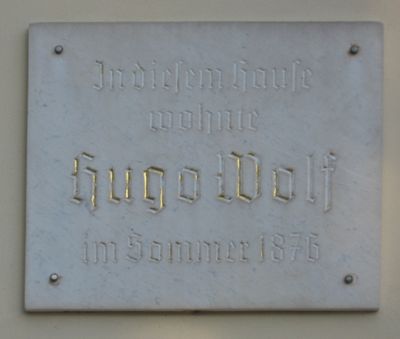 In diesem Hause
wohnte
Hugo Wolf
im Sommer 1876